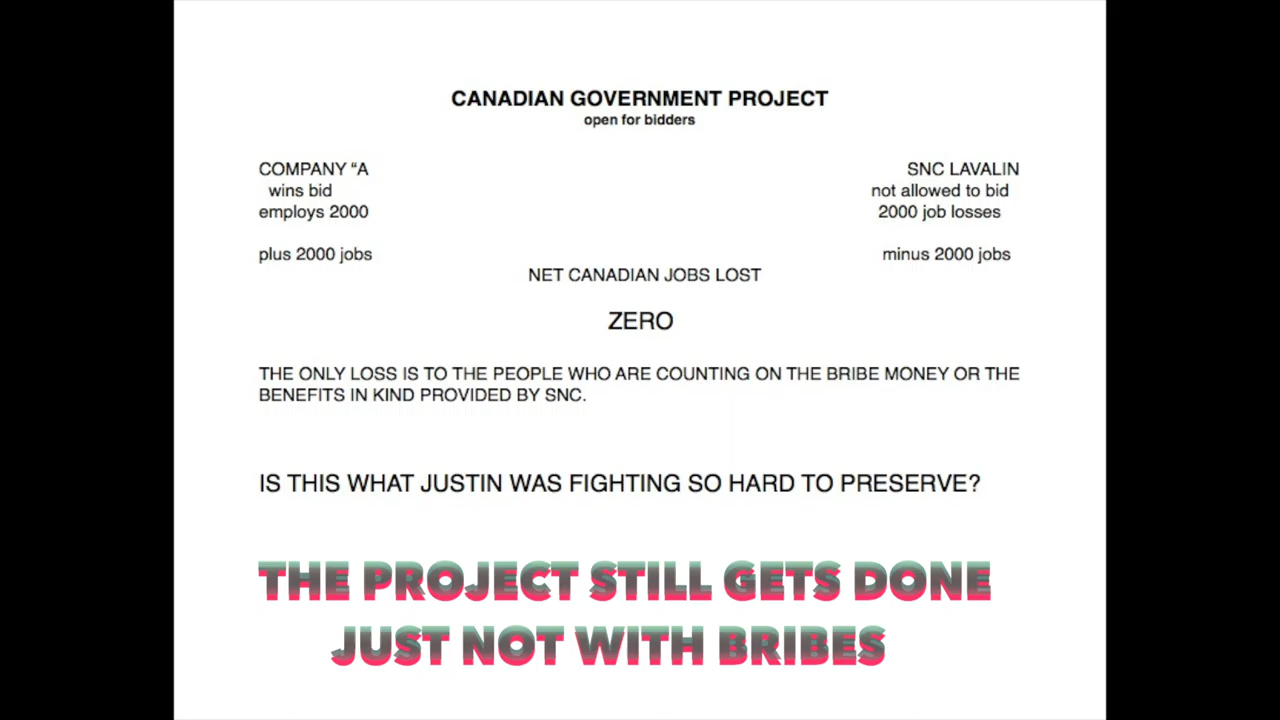 CANADIAN GOVERNMENT PROJECT
open for bidders
COMPANY “A
wins bid
employs 2000
plus 2000 jobs
SNC LAVALIN
not allowed to bid
2000 job losses
minus 2000 jobs
NET CANADIAN JOBS LOST
ZERO
THE ONLY LOSS IS TO THE PEOPLE WHO ARE COUNTING ON THE BRIBE MONEY OR THE
BENEFITS IN KIND PROVIDED BY SNC.
IS THIS WHAT JUSTIN WAS FIGHTING SO HARD TO PRESERVE?
THE PROJECT STILL GETS DONE
JUST NOT WITH BRIBES